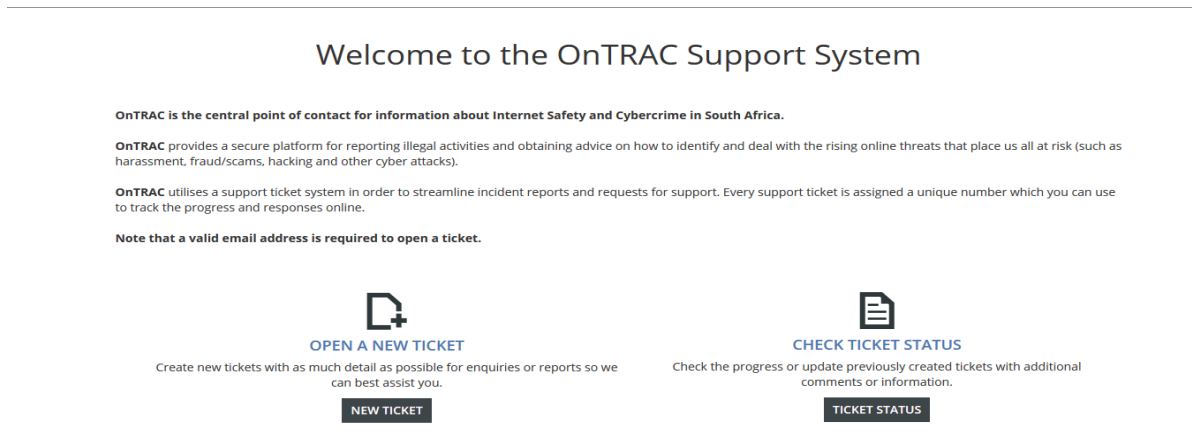 Welcome to the OnTRAC Support System
OnTRAC is the central point of contact for information about Internet Safety and Cybercrime in South Africa.
OnTRAC provides a secure platform for reporting illegal activities and obtaining advice on how to identify and deal with the rising online threats that place us all at risk (such as
harassment, fraud/scams, hacking and other cyber attacks).
OnTRAC utilises a support ticket system in order to streamline incident reports and requests for support. Every support ticket is assigned a unique number which you can use
to track the progress and responses online.
Note that a valid email address is required to open a ticket.
OPEN A NEW TICKET
Create new tickets with as much detail as possible for enquiries or reports so we
can best assist you.
NEW TICKET
CHECK TICKET STATUS
Check the progress or update previously created tickets with additional
comments or information.
TICKET STATUS